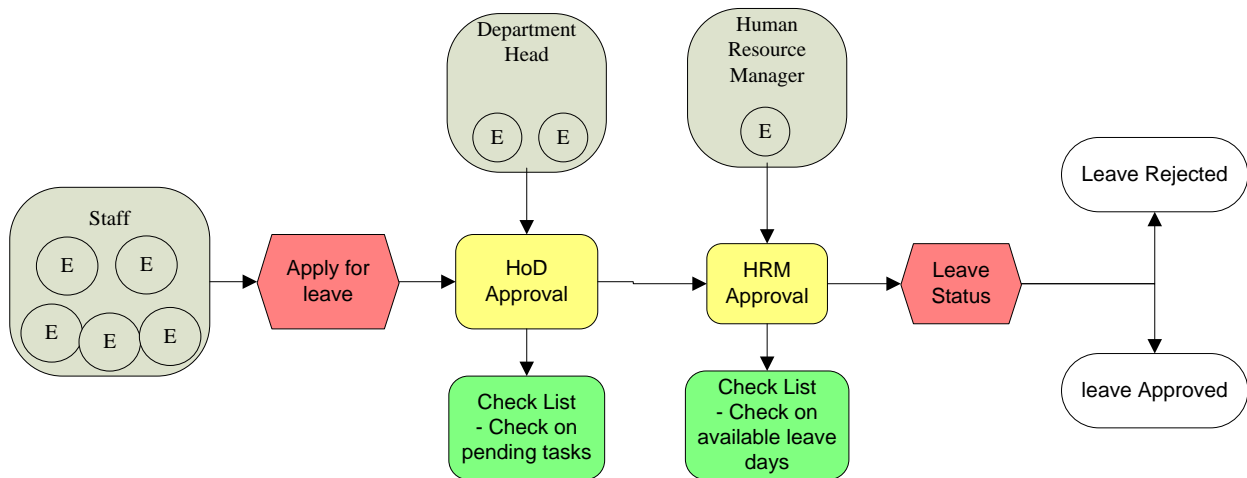 Department
Head
E
E
Human
Resource
Manager
E
Staff
E
E
E
E
E
Apply for
leave
HoD
Approval
HRM
Approval
Leave
Status
Leave Rejected
leave Approved
Check List
- Check on
pending tasks
Check List
- Check on
available leave
days